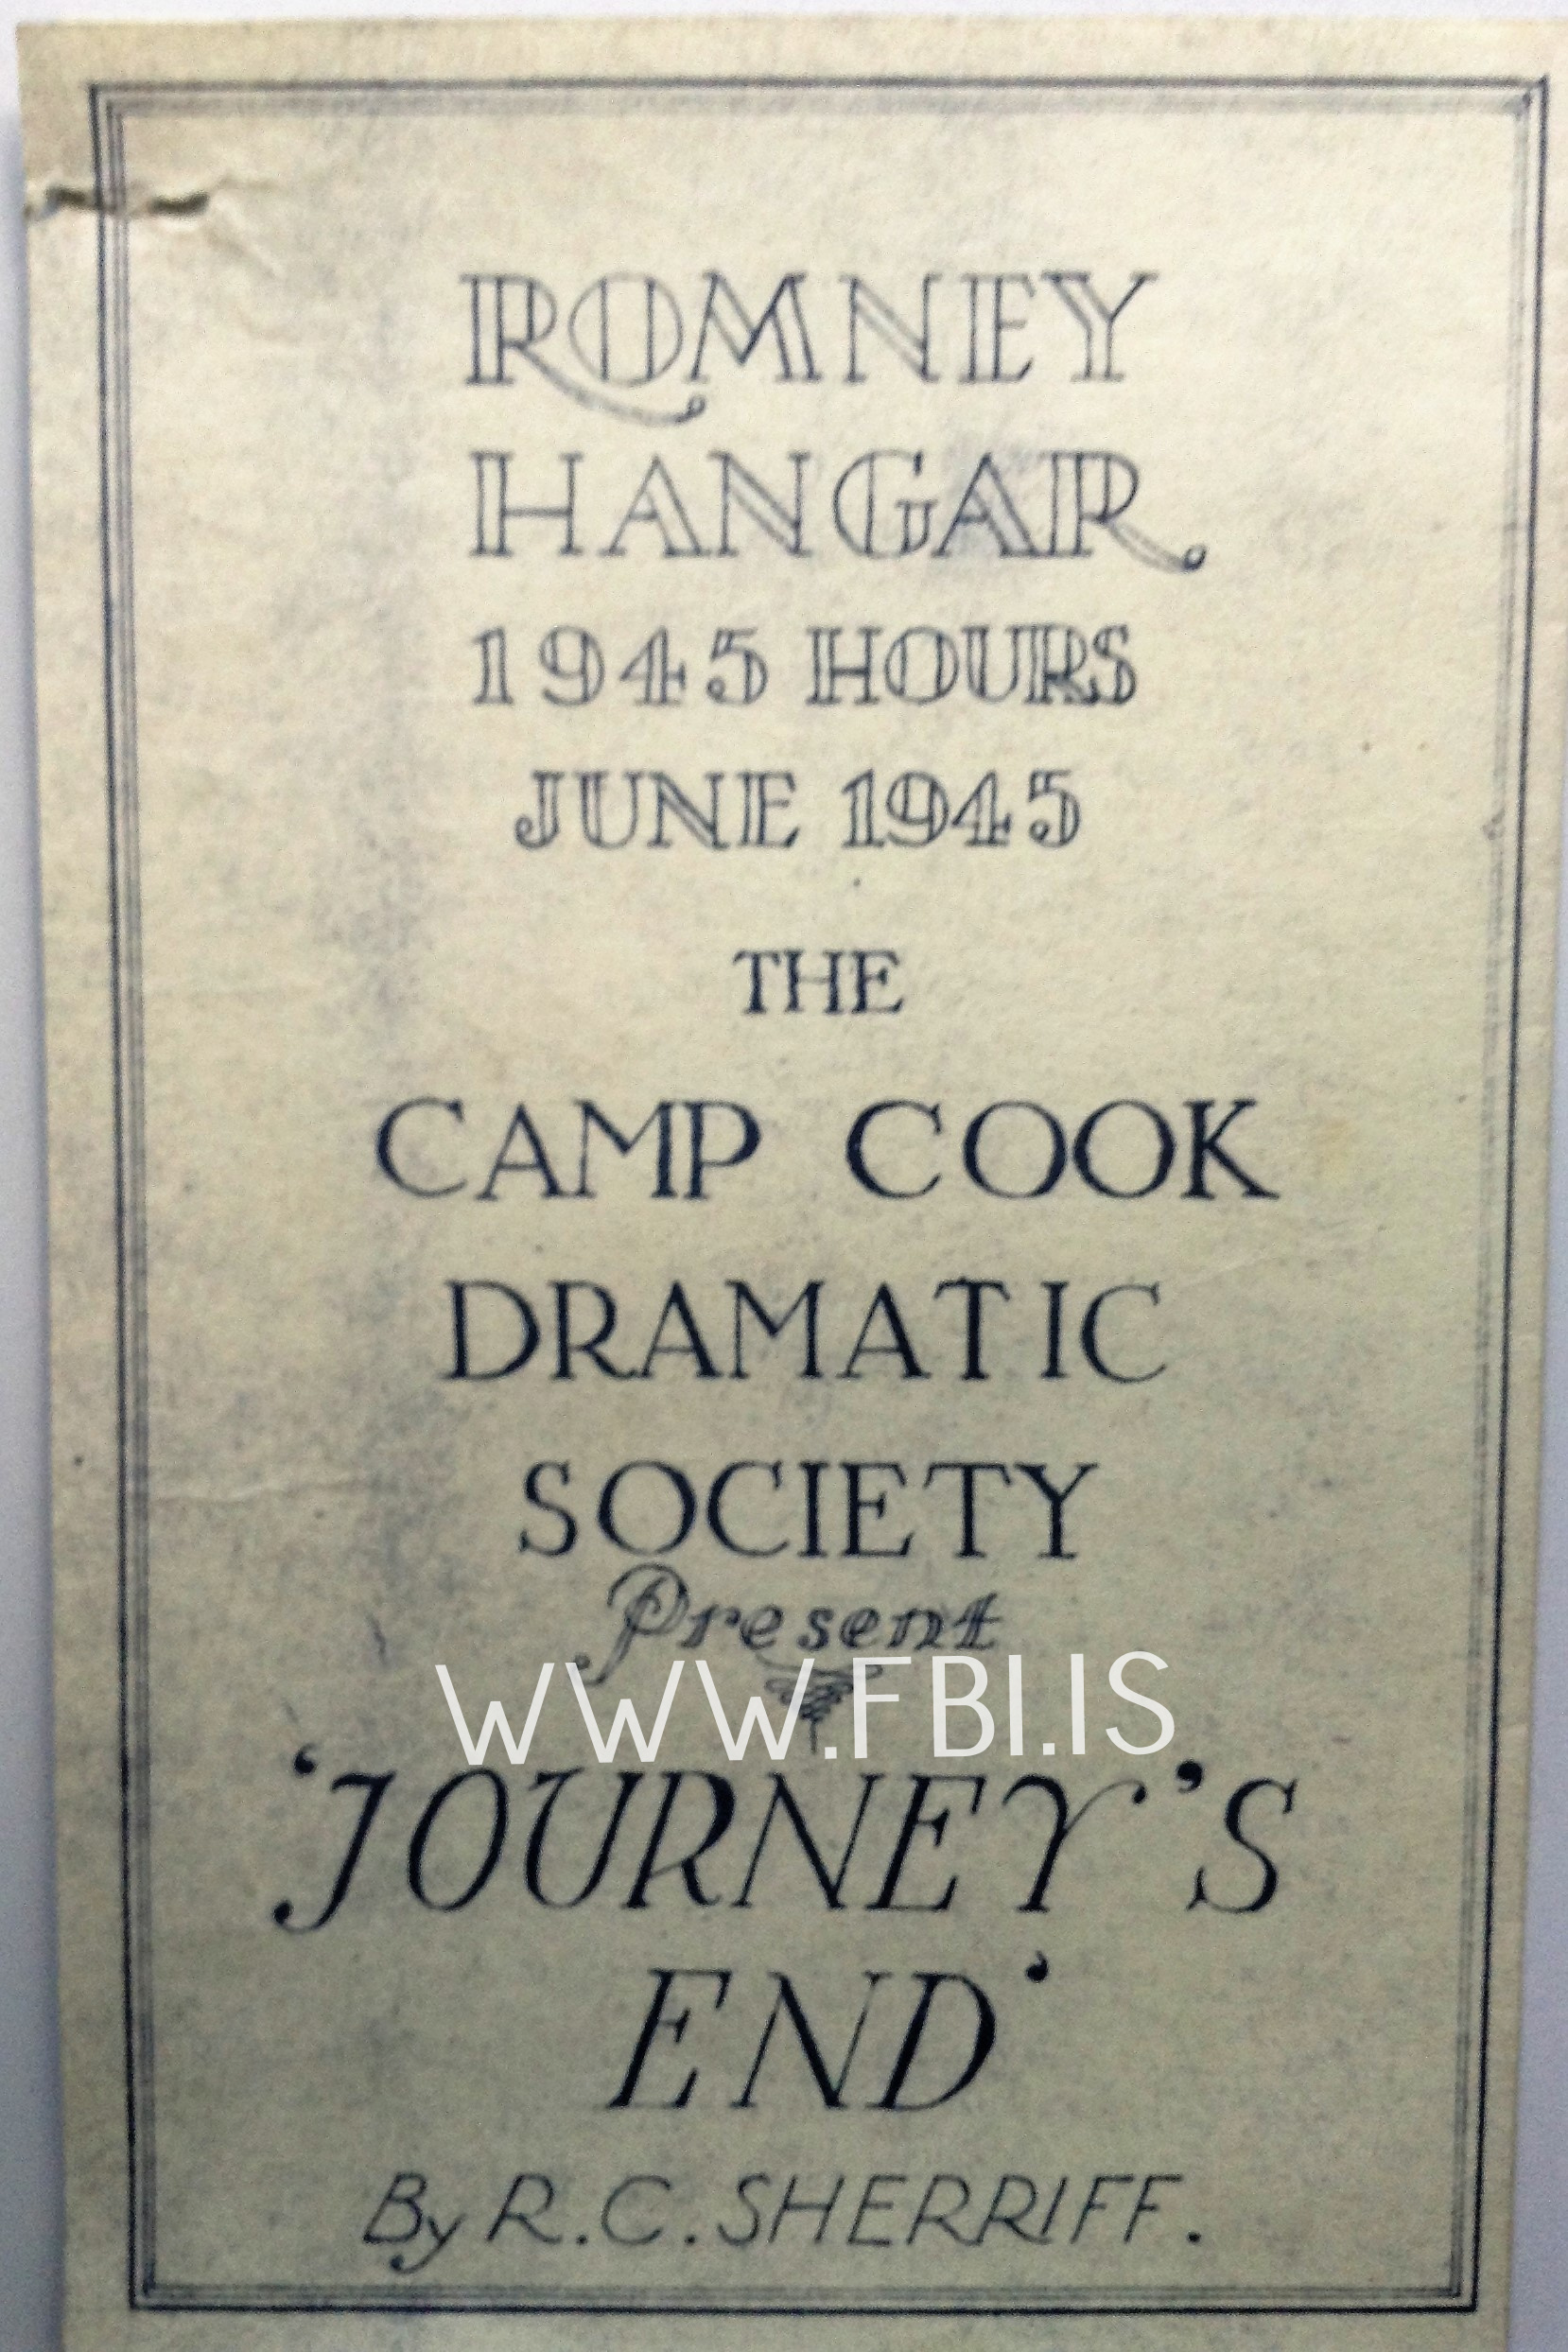 ROMNEY
HANGAR
1945 HOURS
JUNE 1945
THE
CAMP COOK
DRAMATIC
SOCIETY
Present
WWW.FBI.IS
'JOURNEY'S
END'
By R.C. SHERRIFF.